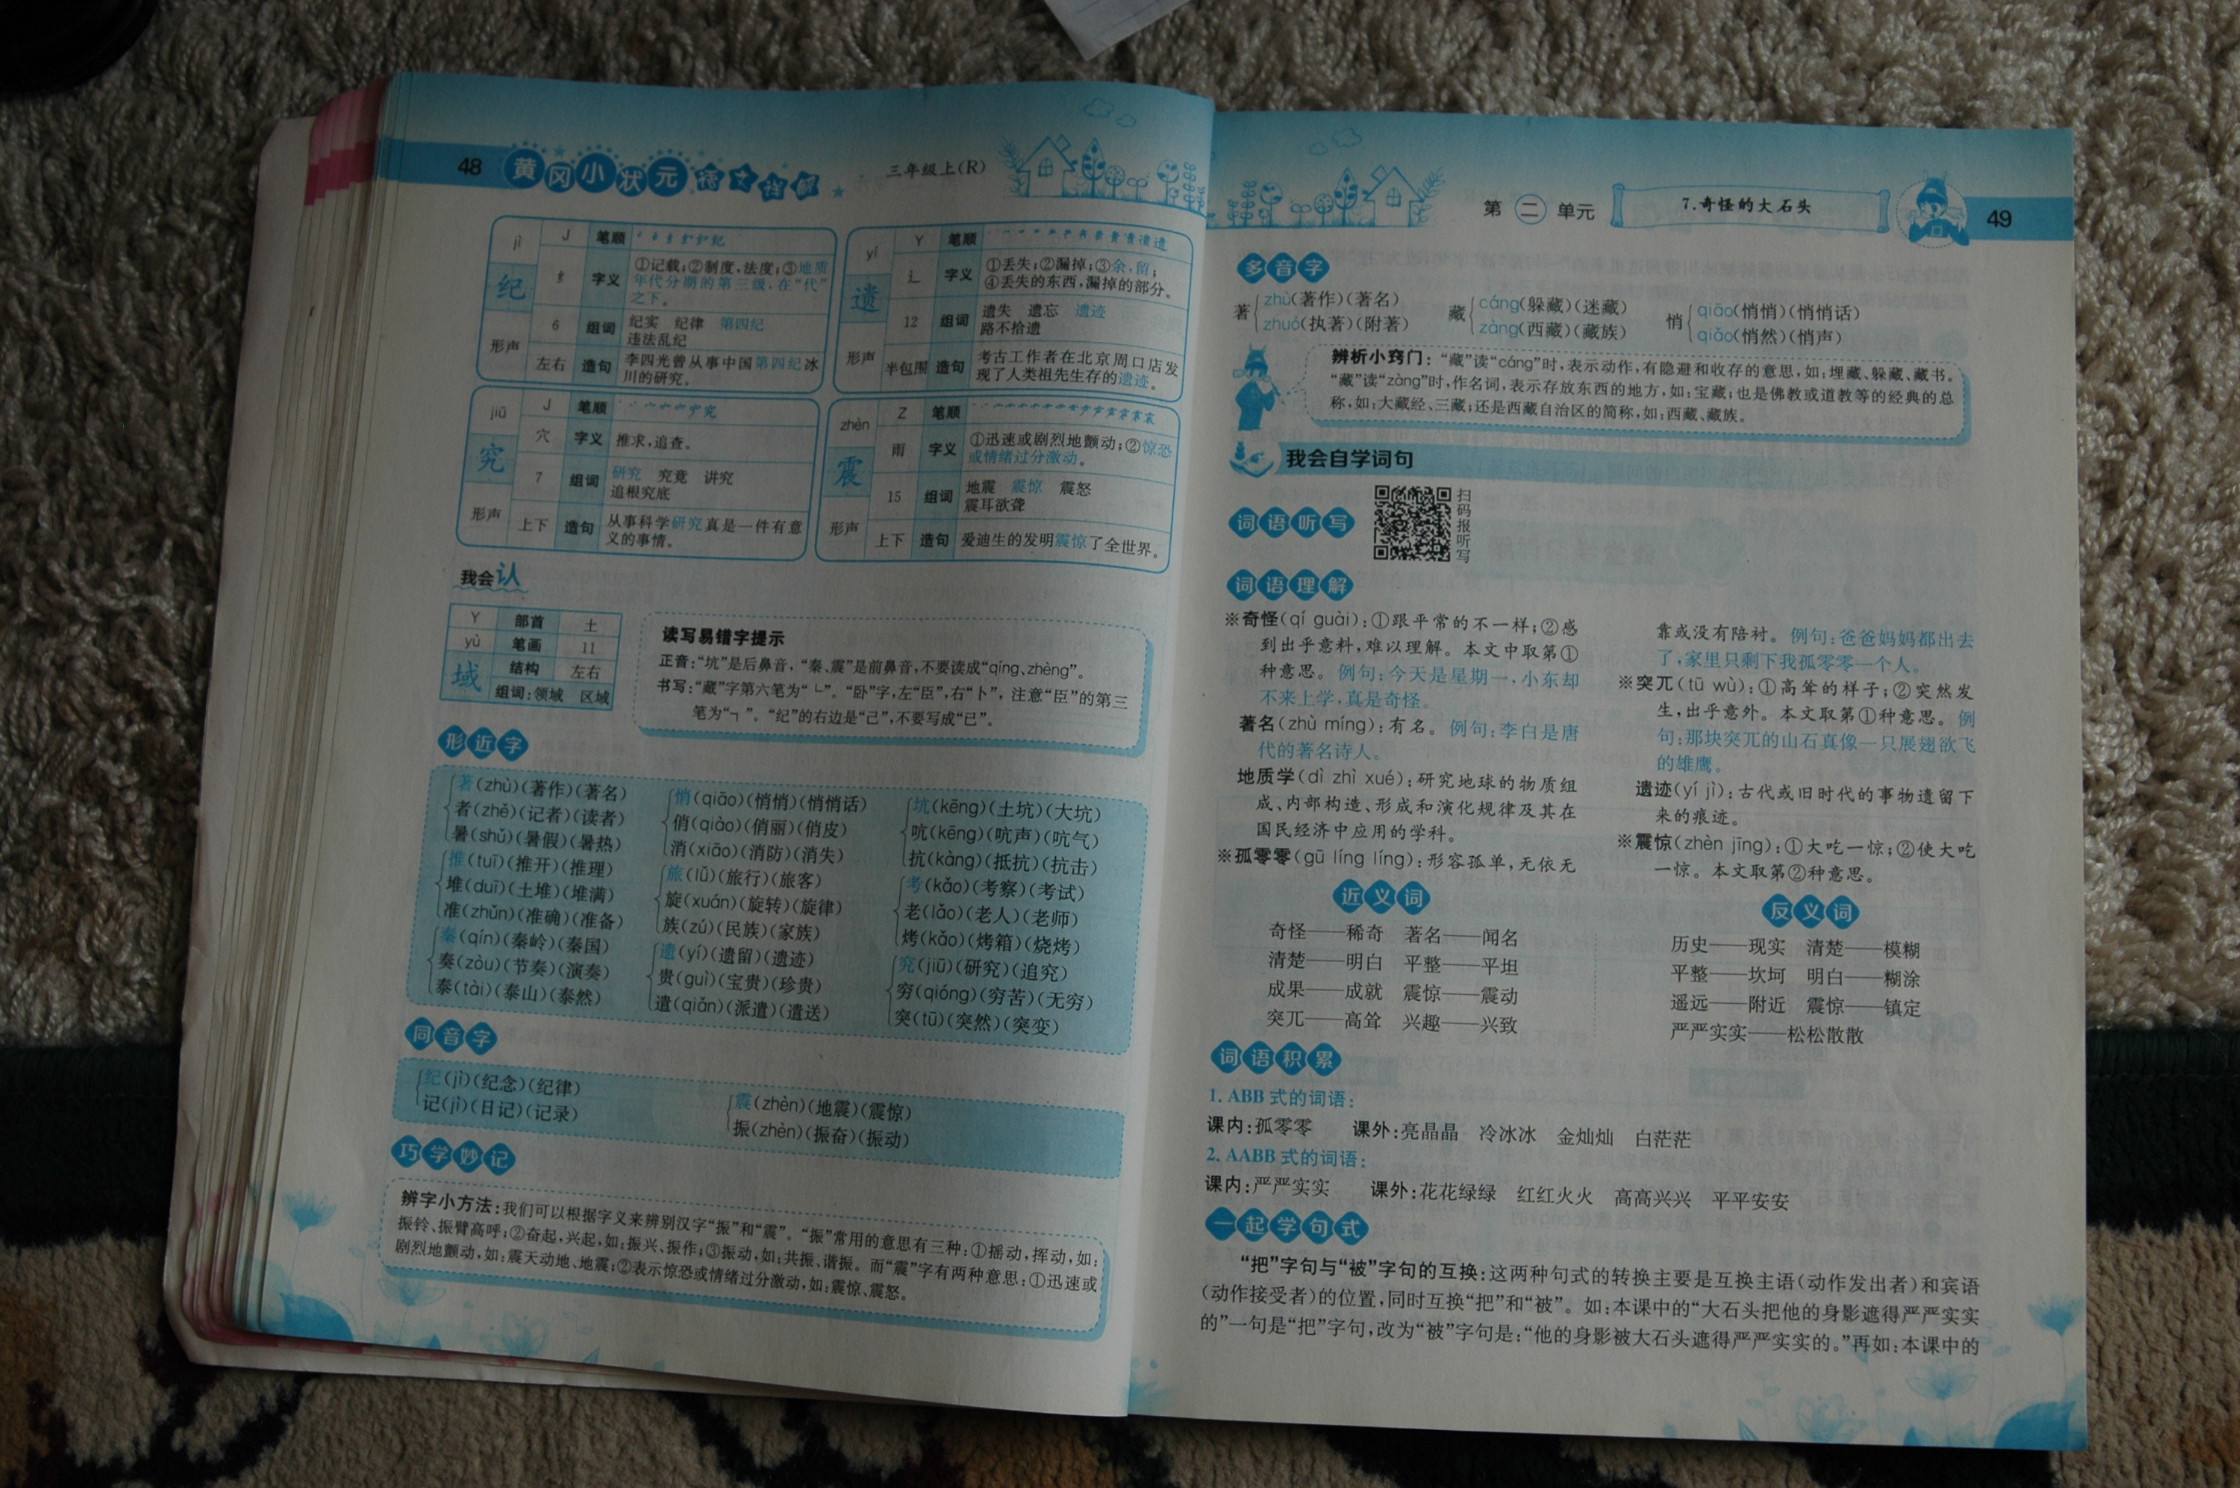 48 黄冈小状元
三年级上(R)
jì J 笔顺
纪 纟 字义 ①记载;②制度,法度;③地质
年代分期的第三级,在“代”
之下。
6 组词 纪实 纪律 第四纪
违法乱纪
形声 左右 造句 李四光曾从事中国第四纪冰
川的研究。
yí Y 笔顺
遗 辶 字义 ①丢失;②漏掉;③余,留;
④丢失的东西,漏掉的部分。
12 组词 遗失 遗忘 遗迹
路不拾遗
形声 半包围 造句 考古工作者在北京周口店发
现了人类祖先生存的遗迹。
jiū J 笔顺
究 穴 字义 推求,追查。
7 组词 研究 究竟 讲究
追根究底
形声 上下 造句 从事科学研究真是一件有意
义的事情。
zhèn Z 笔顺
震 雨 字义 ①迅速或剧烈地颤动;②惊恐
或情绪过分激动。
15 组词 地震 震惊 震怒
震耳欲聋
形声 上下 造句 爱迪生的发明震惊了全世界。
我会认
Y 部首 土
yù 笔画 11
域 结构 左右
组词:领域 区域
读写易错字提示
正音:“坑”是后鼻音,“秦、震”是前鼻音,不要读成“qíng、zhèng”。
书写:“藏”字第六笔为“乚”。“卧”字,左“臣”,右“卜”,注意“臣”的第三
笔为“㇕”。“纪”的右边是“己”,不要写成“已”。
形近字
著(zhù)(著作)(著名)
者(zhě)(记者)(读者)
暑(shǔ)(暑假)(暑热)
推(tuī)(推开)(推理)
堆(duī)(土堆)(堆满)
准(zhǔn)(准确)(准备)
秦(qín)(秦岭)(秦国)
奏(zòu)(节奏)(演奏)
泰(tài)(泰山)(泰然)
悄(qiāo)(悄悄)(悄悄话)
俏(qiào)(俏丽)(俏皮)
消(xiāo)(消防)(消失)
旅(lǚ)(旅行)(旅客)
旋(xuán)(旋转)(旋律)
族(zú)(民族)(家族)
遗(yí)(遗留)(遗迹)
贵(guì)(宝贵)(珍贵)
遣(qiǎn)(派遣)(遣送)
坑(kēng)(土坑)(大坑)
吭(kēng)(吭声)(吭气)
抗(kàng)(抵抗)(抗击)
考(kǎo)(考察)(考试)
老(lǎo)(老人)(老师)
烤(kǎo)(烤箱)(烧烤)
究(jiū)(研究)(追究)
穷(qióng)(穷苦)(无穷)
突(tū)(突然)(突变)
同音字
纪(jì)(纪念)(纪律)
记(jì)(日记)(记录)
震(zhèn)(地震)(震惊)
振(zhèn)(振奋)(振动)
巧学妙记
辨字小方法:我们可以根据字义来辨别汉字“振”和“震”。“振”常用的意思有三种:①摇动,挥动,如:
振铃、振臂高呼;②奋起,兴起,如:振兴、振作;③振动,如:共振、谐振。而“震”字有两种意思:①迅速或
剧烈地颤动,如:震天动地、地震;②表示惊恐或情绪过分激动,如:震惊、震怒。
第二单元 7.奇怪的大石头 49
多音字
著 zhù(著作)(著名)
zhuó(执著)(附著)
藏 cáng(躲藏)(迷藏)
zàng(西藏)(藏族)
悄 qiāo(悄悄)(悄悄话)
qiǎo(悄然)(悄声)
辨析小窍门:“藏”读“cáng”时,表示动作,有隐避和收存的意思,如:埋藏、躲藏、藏书。
“藏”读“zàng”时,作名词,表示存放东西的地方,如:宝藏;也是佛教或道教等的经典的总
称,如:大藏经、三藏;还是西藏自治区的简称,如:西藏、藏族。
我会自学词句
词语听写
扫码报听写
词语理解
※奇怪(qí guài):①跟平常的不一样;②感
到出乎意料,难以理解。本文中取第①
种意思。例句:今天是星期一,小东却
不来上学,真是奇怪。
著名(zhù míng):有名。例句:李白是唐
代的著名诗人。
地质学(dì zhì xué):研究地球的物质组
成、内部构造、形成和演化规律及其在
国民经济中应用的学科。
※孤零零(gū líng líng):形容孤单,无依无
靠或没有陪衬。例句:爸爸妈妈都出去
了,家里只剩下我孤零零一个人。
※突兀(tū wù):①高耸的样子;②突然发
生,出乎意外。本文取第①种意思。例
句:那块突兀的山石真像一只展翅欲飞
的雄鹰。
遗迹(yí jì):古代或旧时代的事物遗留下
来的痕迹。
※震惊(zhèn jīng):①大吃一惊;②使大吃
一惊。本文取第②种意思。
近义词
奇怪——稀奇 著名——闻名
清楚——明白 平整——平坦
成果——成就 震惊——震动
突兀——高耸 兴趣——兴致
反义词
历史——现实 清楚——模糊
平整——坎坷 明白——糊涂
遥远——附近 震惊——镇定
严严实实——松松散散
词语积累
1. ABB 式的词语:
课内:孤零零 课外:亮晶晶 冷冰冰 金灿灿 白茫茫
2. AABB 式的词语:
课内:严严实实 课外:花花绿绿 红红火火 高高兴兴 平平安安
一起学句式
“把”字句与“被”字句的互换:这两种句式的转换主要是互换主语(动作发出者)和宾语
(动作接受者)的位置,同时互换“把”和“被”。如:本课中的“大石头把他的身影遮得严严实实
的”一句是“把”字句,改为“被”字句是:“他的身影被大石头遮得严严实实的。”再如:本课中的